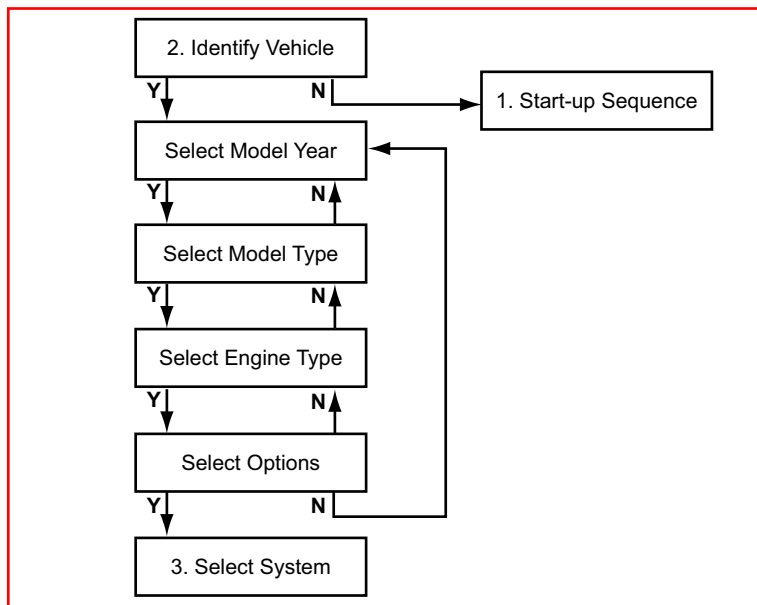 2. Identify Vehicle
Y
N
1. Start-up Sequence
Select Model Year
Y
N
Select Model Type
Y
N
Select Engine Type
Y
N
Select Options
Y
N
3. Select System